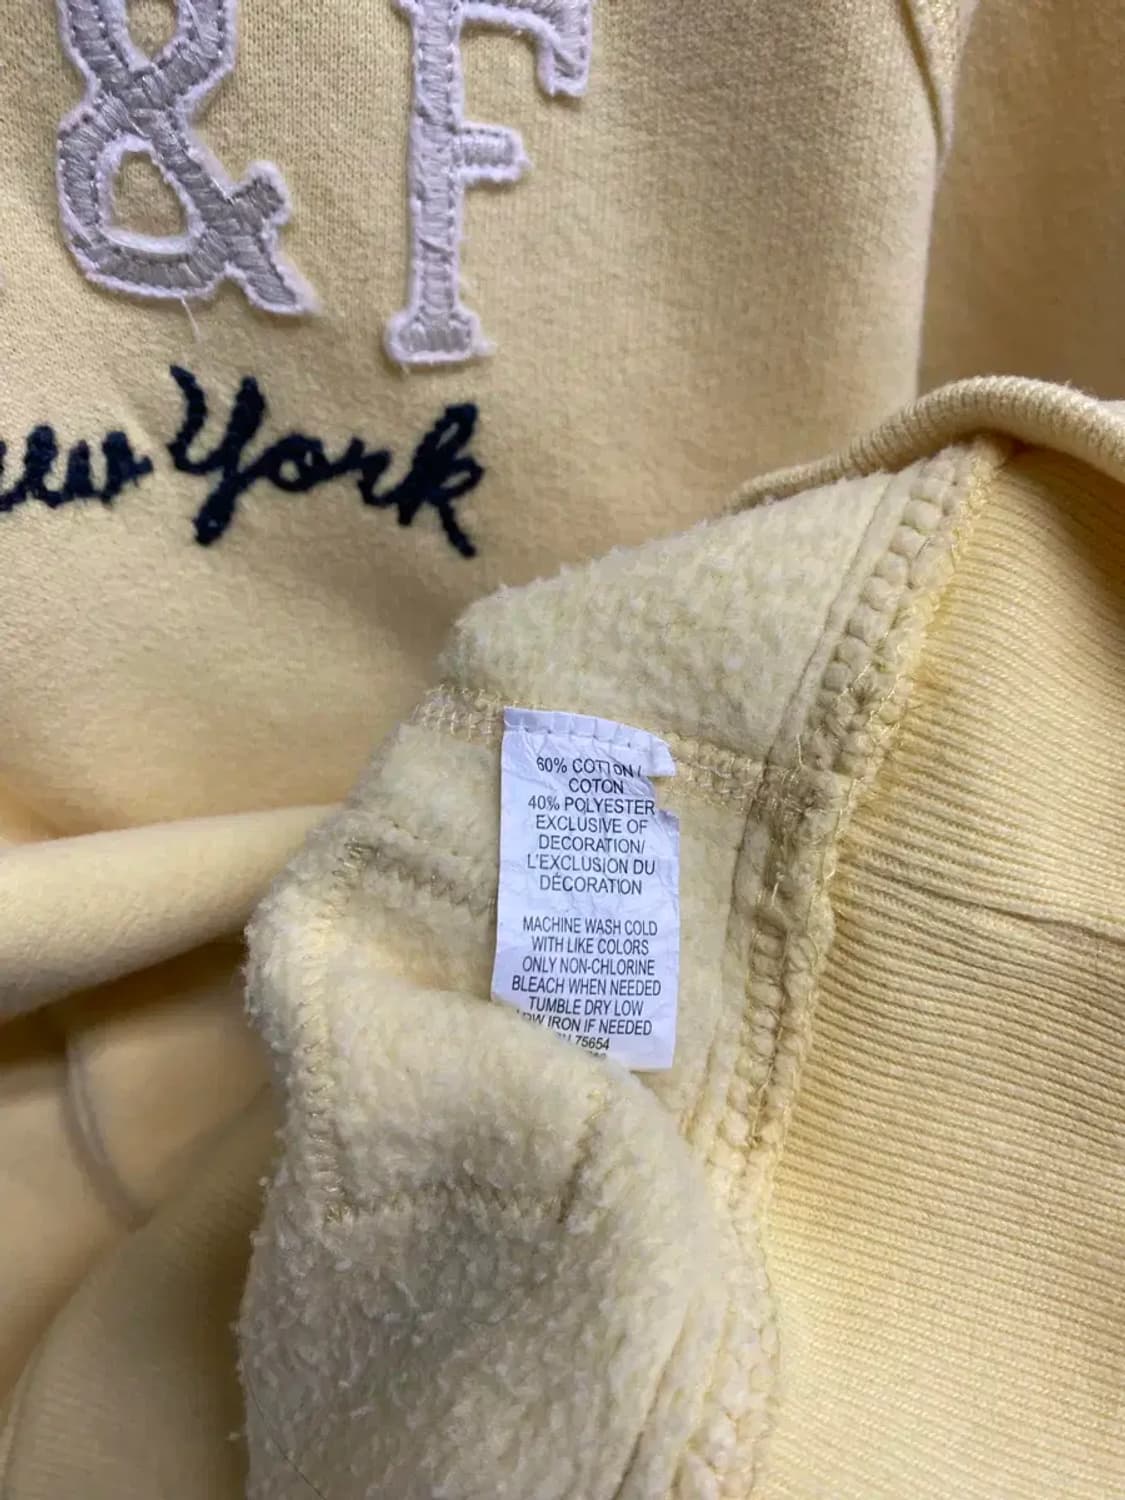 & F
York
60% COTTON /
COTON
40% POLYESTER
EXCLUSIVE OF
DECORATION/
L'EXCLUSION DU
DÉCORATION
MACHINE WASH COLD
WITH LIKE COLORS
ONLY NON-CHLORINE
BLEACH WHEN NEEDED
TUMBLE DRY LOW
IRON IF NEEDED
75654